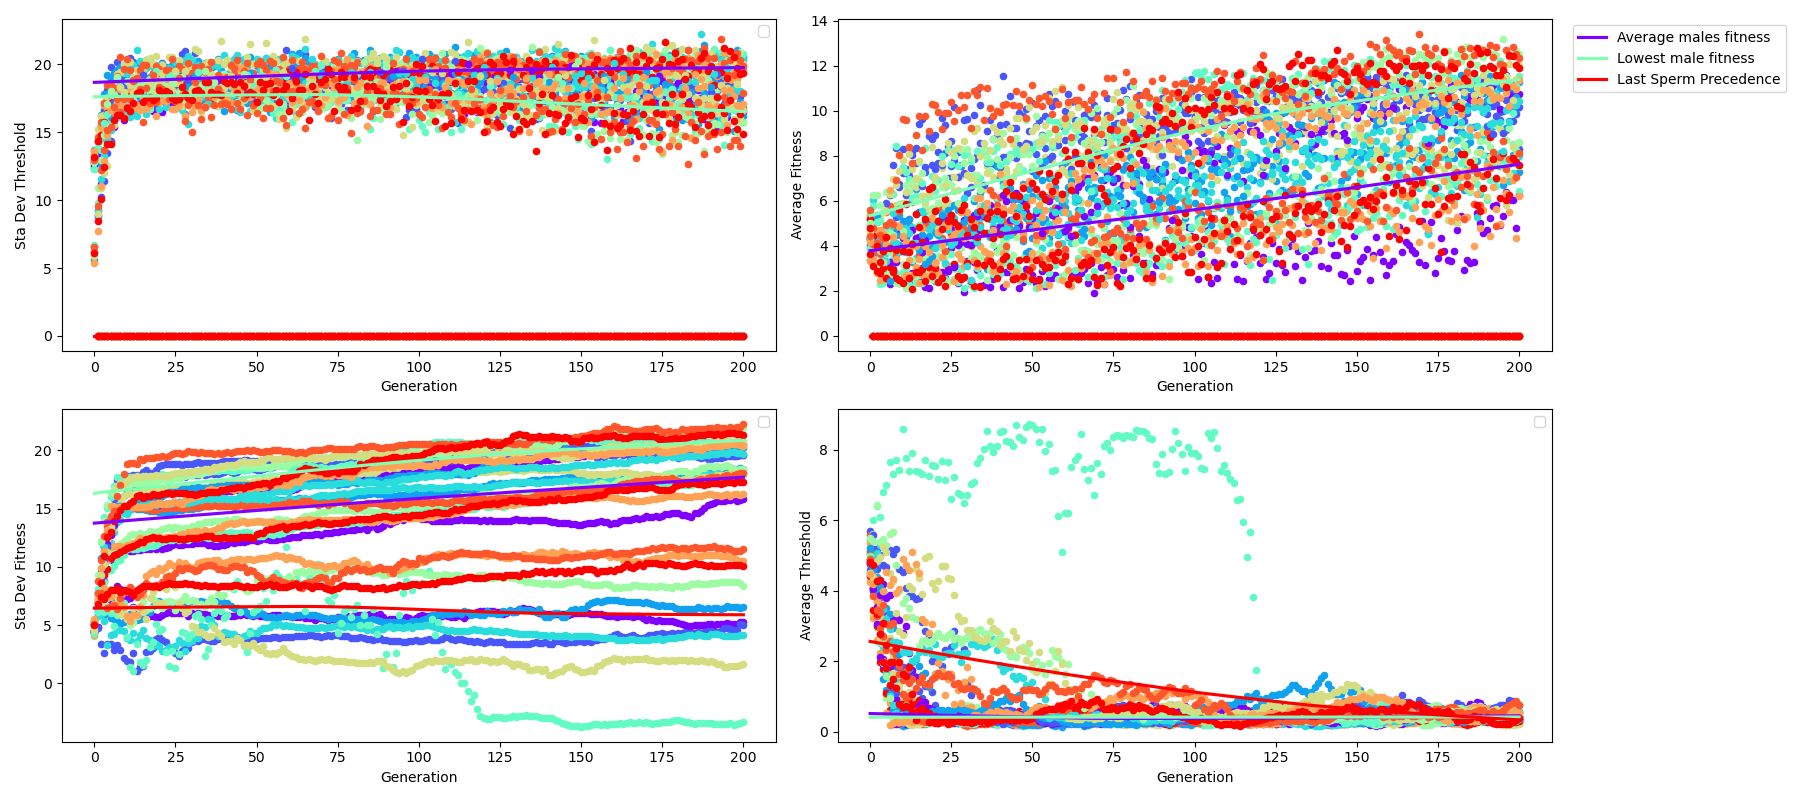 Sta Dev Threshold
20
15
10
5
0
0 25 50 75 100 125 150 175 200
Generation
Average Fitness
14
12
10
8
6
4
2
0
0 25 50 75 100 125 150 175 200
Generation
Average males fitness
Lowest male fitness
Last Sperm Precedence
Sta Dev Fitness
20
15
10
5
0
0 25 50 75 100 125 150 175 200
Generation
Average Threshold
8
6
4
2
0
0 25 50 75 100 125 150 175 200
Generation